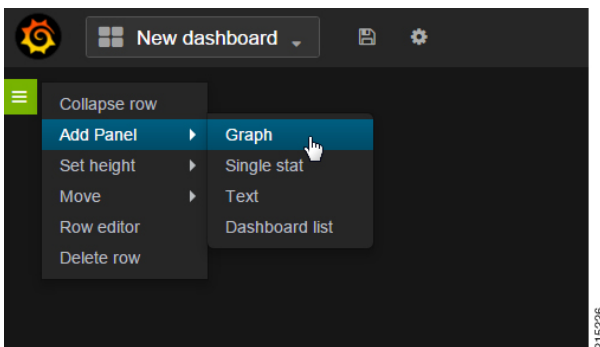 New dashboard
Collapse row
Add Panel
Graph
Set height
Single stat
Move
Text
Row editor
Dashboard list
Delete row